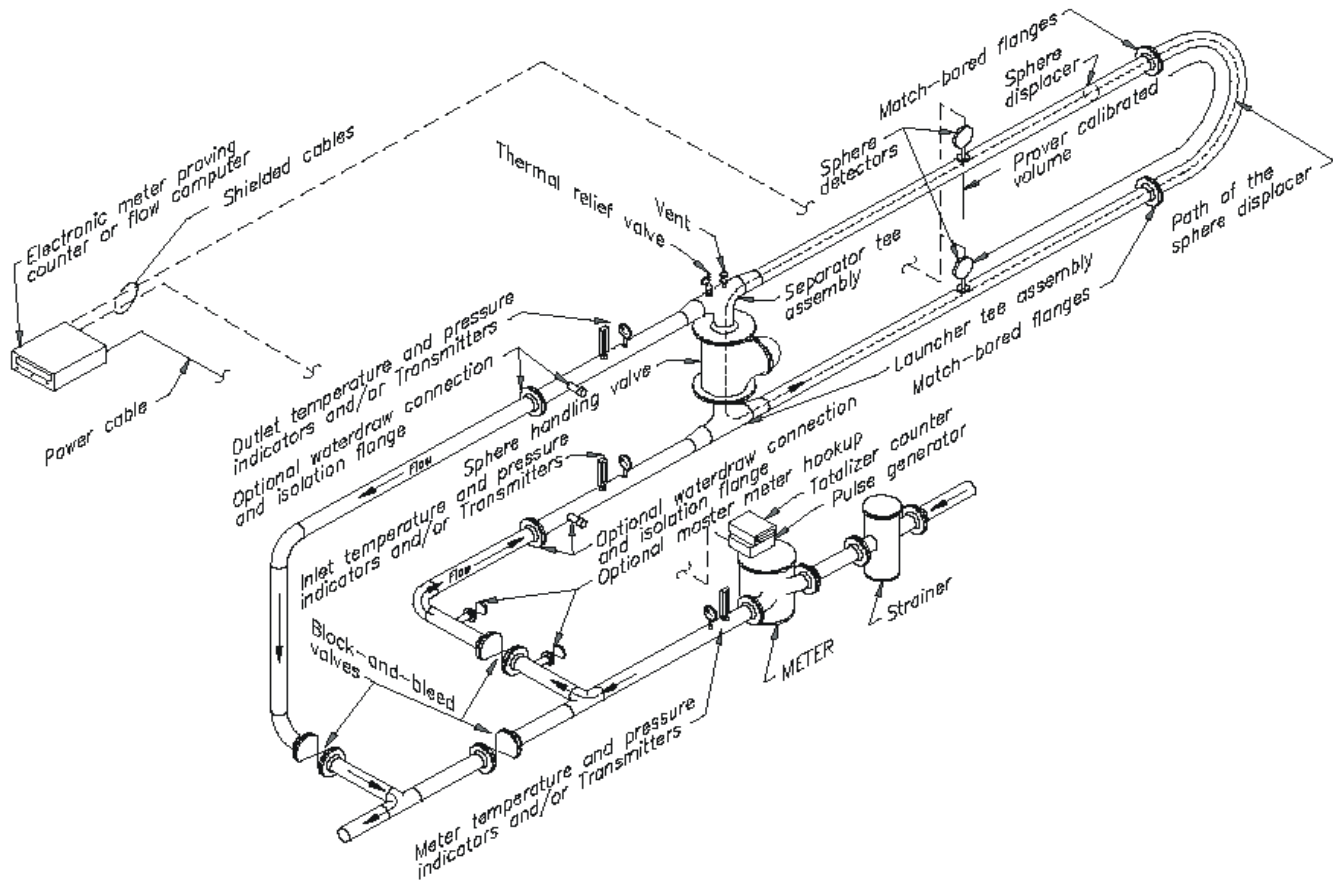 Match-bored flanges
Sphere
displacer
Sphere
detectors
Prover calibrated
volume
Path of the
sphere displacer
Electronic meter proving
counter or flow computer
Shielded cables
Thermal relief valve
Vent
Separator tee
assembly
Launcher tee assembly
Match-bored flanges
Power cable
Outlet temperature and pressure
indicators and/or Transmitters
Optional waterdraw connection
and isolation flange
Sphere handling valve
Flow
Inlet temperature and pressure
indicators and/or Transmitters
Flow
Optional waterdraw connection
and isolation flange
Optional master meter hookup
Totalizer counter
Pulse generator
Strainer
METER
Block-and-bleed
valves
Meter temperature and pressure
indicators and/or Transmitters